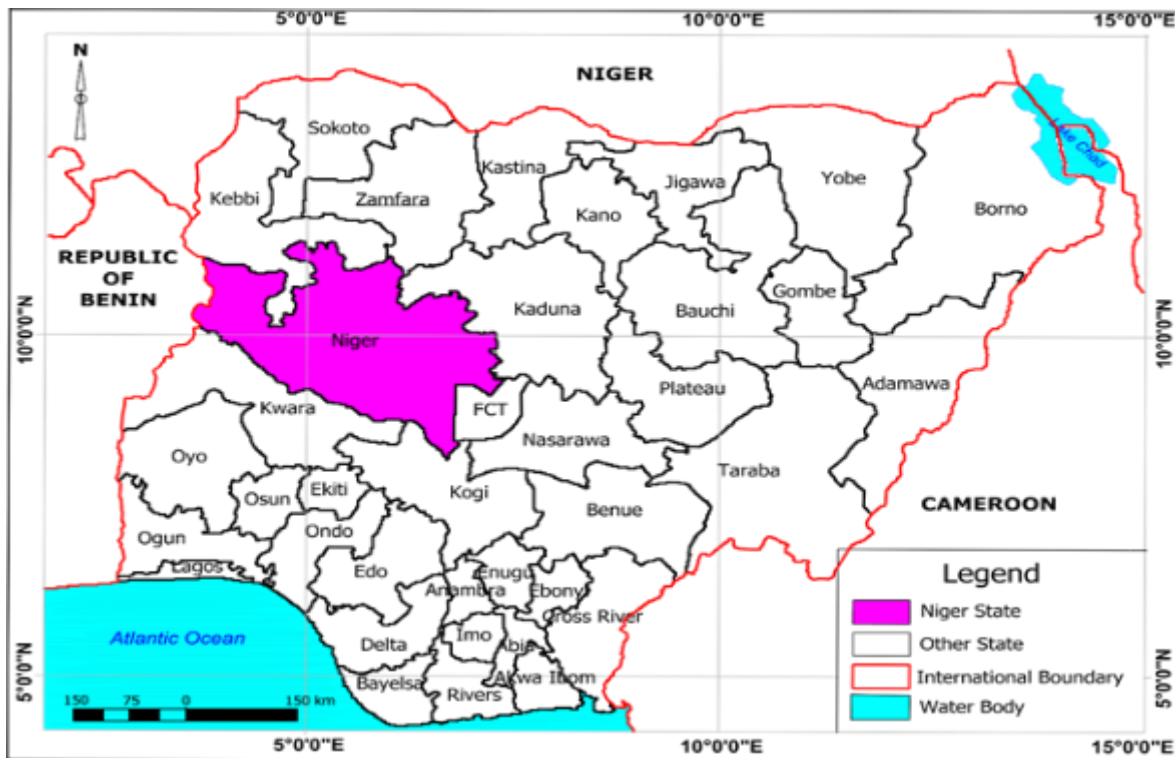 5°0'0"E
10°0'0"E
15°0'0"E
N
NIGER
Sokoto
Kastina
Lake Chad
Jigawa
Yobe
Kebbi
Zamfara
Kano
Borno
REPUBLIC
OF
BENIN
Gombe
Kaduna
Bauchi
10°0'0"N
10°0'0"N
Niger
Adamawa
Plateau
Kwara
FCT
Nasarawa
Oyo
Taraba
Kogi
Ekiti
Osun
Benue
CAMEROON
Ondo
Ogun
Lagos
Edo
Enugu
Anambra
Ebony
Cross River
Legend
Niger State
Atlantic Ocean
Delta
Imo
Abia
Other State
Bayelsa
Akwa Ibom
Rivers
International Boundary
Water Body
5°0'0"N
5°0'0"N
150 75 0 150 km
5°0'0"E
10°0'0"E
15°0'0"E